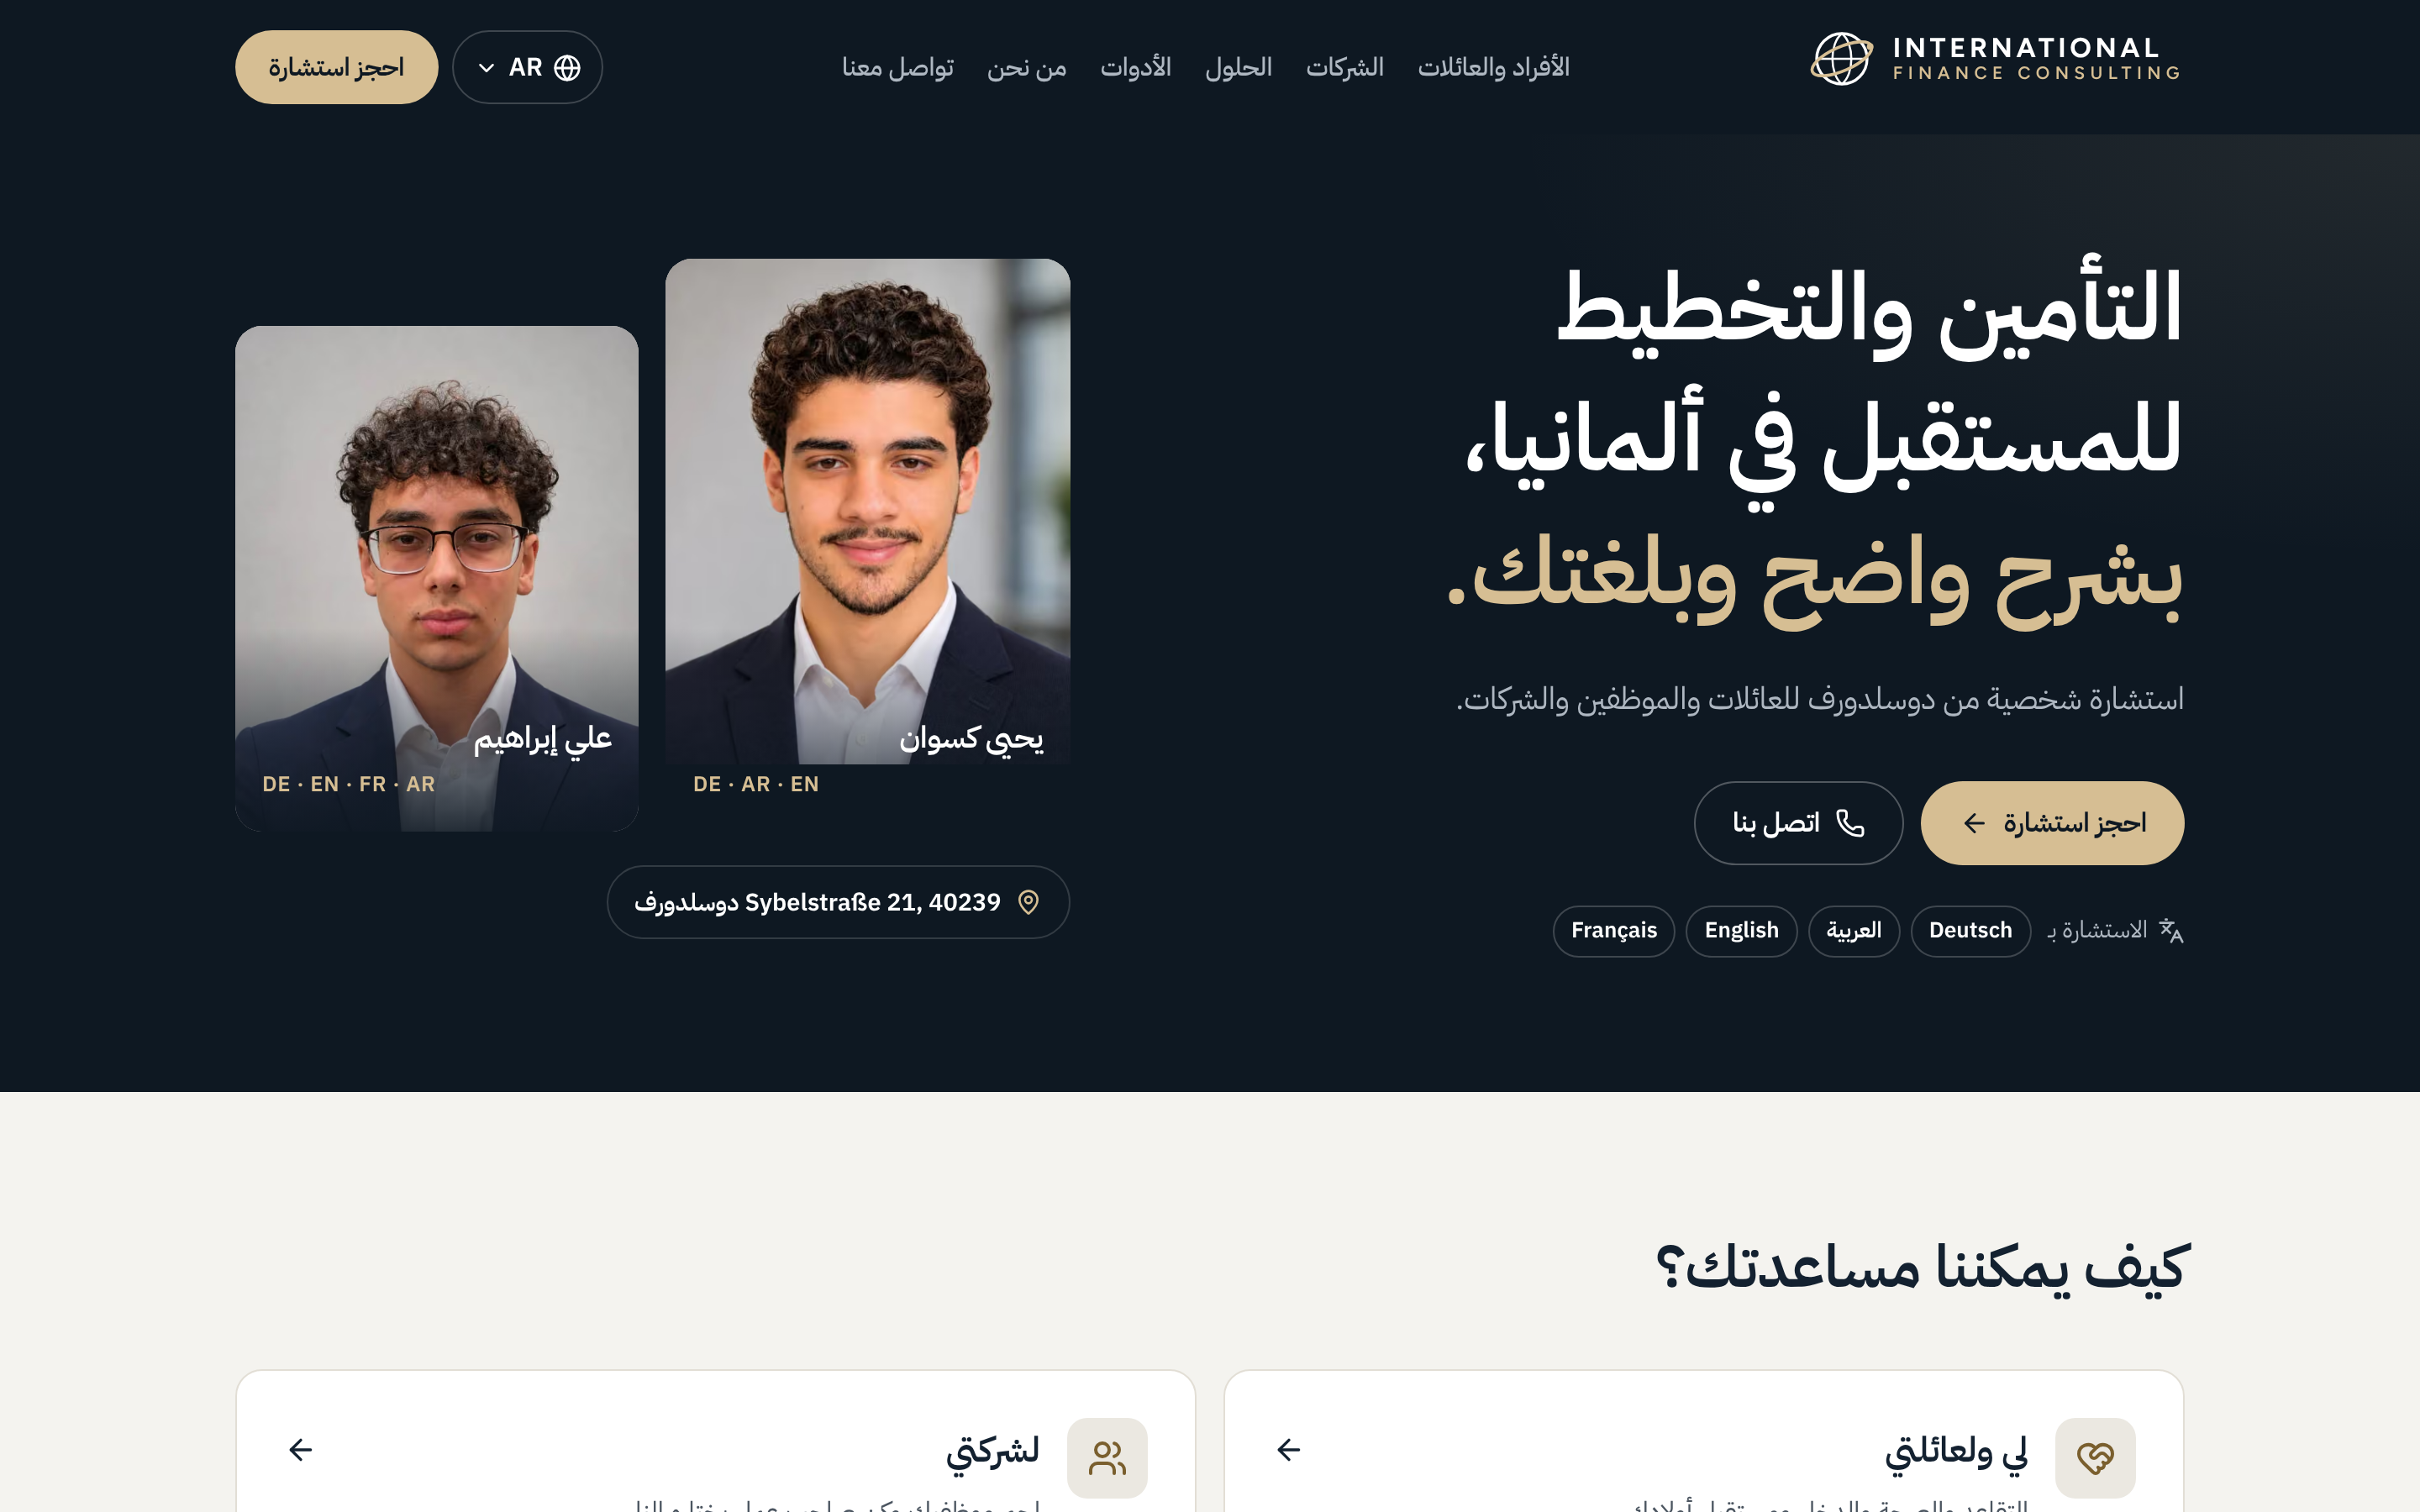 INTERNATIONAL
FINANCE CONSULTING
الأفراد والعائلات
الشركات
الحلول
الأدوات
من نحن
تواصل معنا
AR
احجز استشارة
التأمين والتخطيط
للمستقبل في ألمانيا،
بشرح واضح وبلغتك.
استشارة شخصية من دوسلدورف للعائلات والموظفين والشركات.
احجز استشارة
اتصل بنا
الاستشارة بـ
Deutsch
العربية
English
Français
يحيى كسوان
DE · AR · EN
علي إبراهيم
DE · EN · FR · AR
Sybelstraße 21, 40239 دوسلدورف
كيف يمكننا مساعدتك؟
لي ولعائلتي
لشركتي